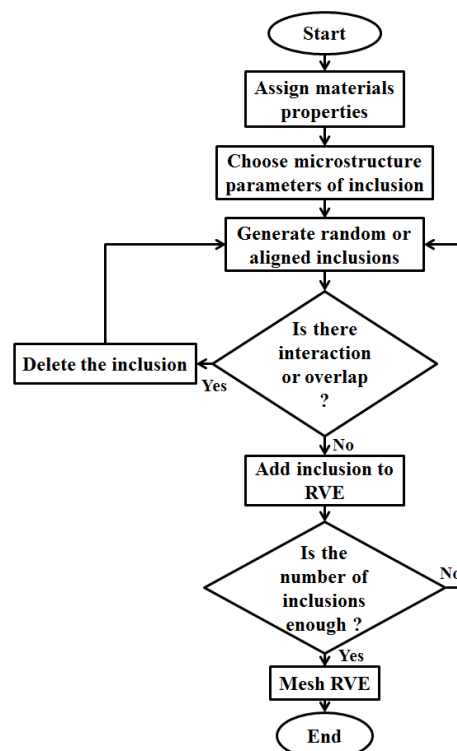 Start
Assign materials
properties
Choose microstructure
parameters of inclusion
Generate random or
aligned inclusions
Is there
interaction
or overlap
?
Delete the inclusion
Yes
No
Add inclusion to
RVE
Is the
number of
inclusions
enough ?
No
Yes
Mesh RVE
End